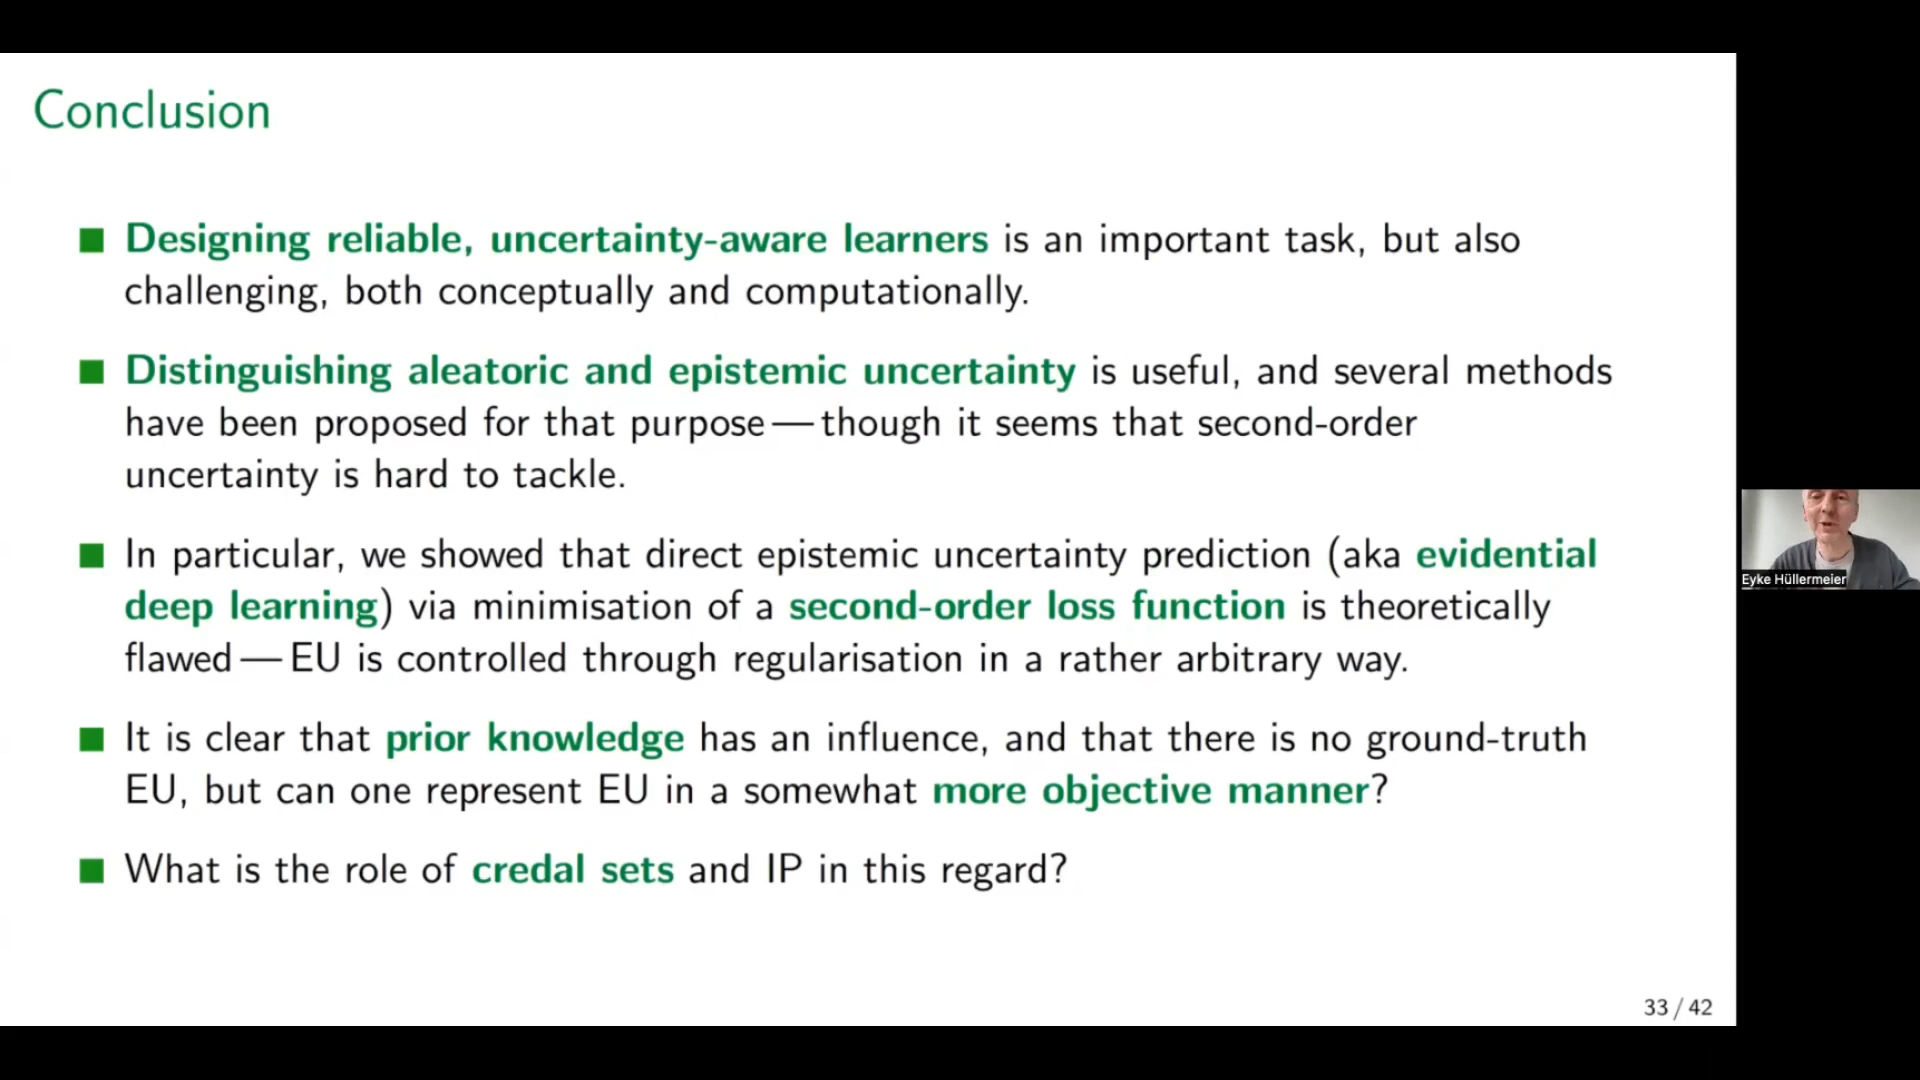 Conclusion
Designing reliable, uncertainty-aware learners is an important task, but also
challenging, both conceptually and computationally.
Distinguishing aleatoric and epistemic uncertainty is useful, and several methods
have been proposed for that purpose — though it seems that second-order
uncertainty is hard to tackle.
In particular, we showed that direct epistemic uncertainty prediction (aka evidential
deep learning) via minimisation of a second-order loss function is theoretically
flawed — EU is controlled through regularisation in a rather arbitrary way.
It is clear that prior knowledge has an influence, and that there is no ground-truth
EU, but can one represent EU in a somewhat more objective manner?
What is the role of credal sets and IP in this regard?
33 / 42
Eyke Hüllermeier